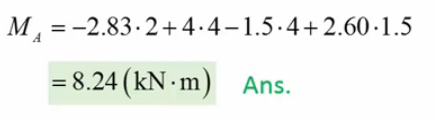 M_A = −2.83·2+4·4−1.5·4+2.60·1.5
= 8.24 (kN·m) Ans.